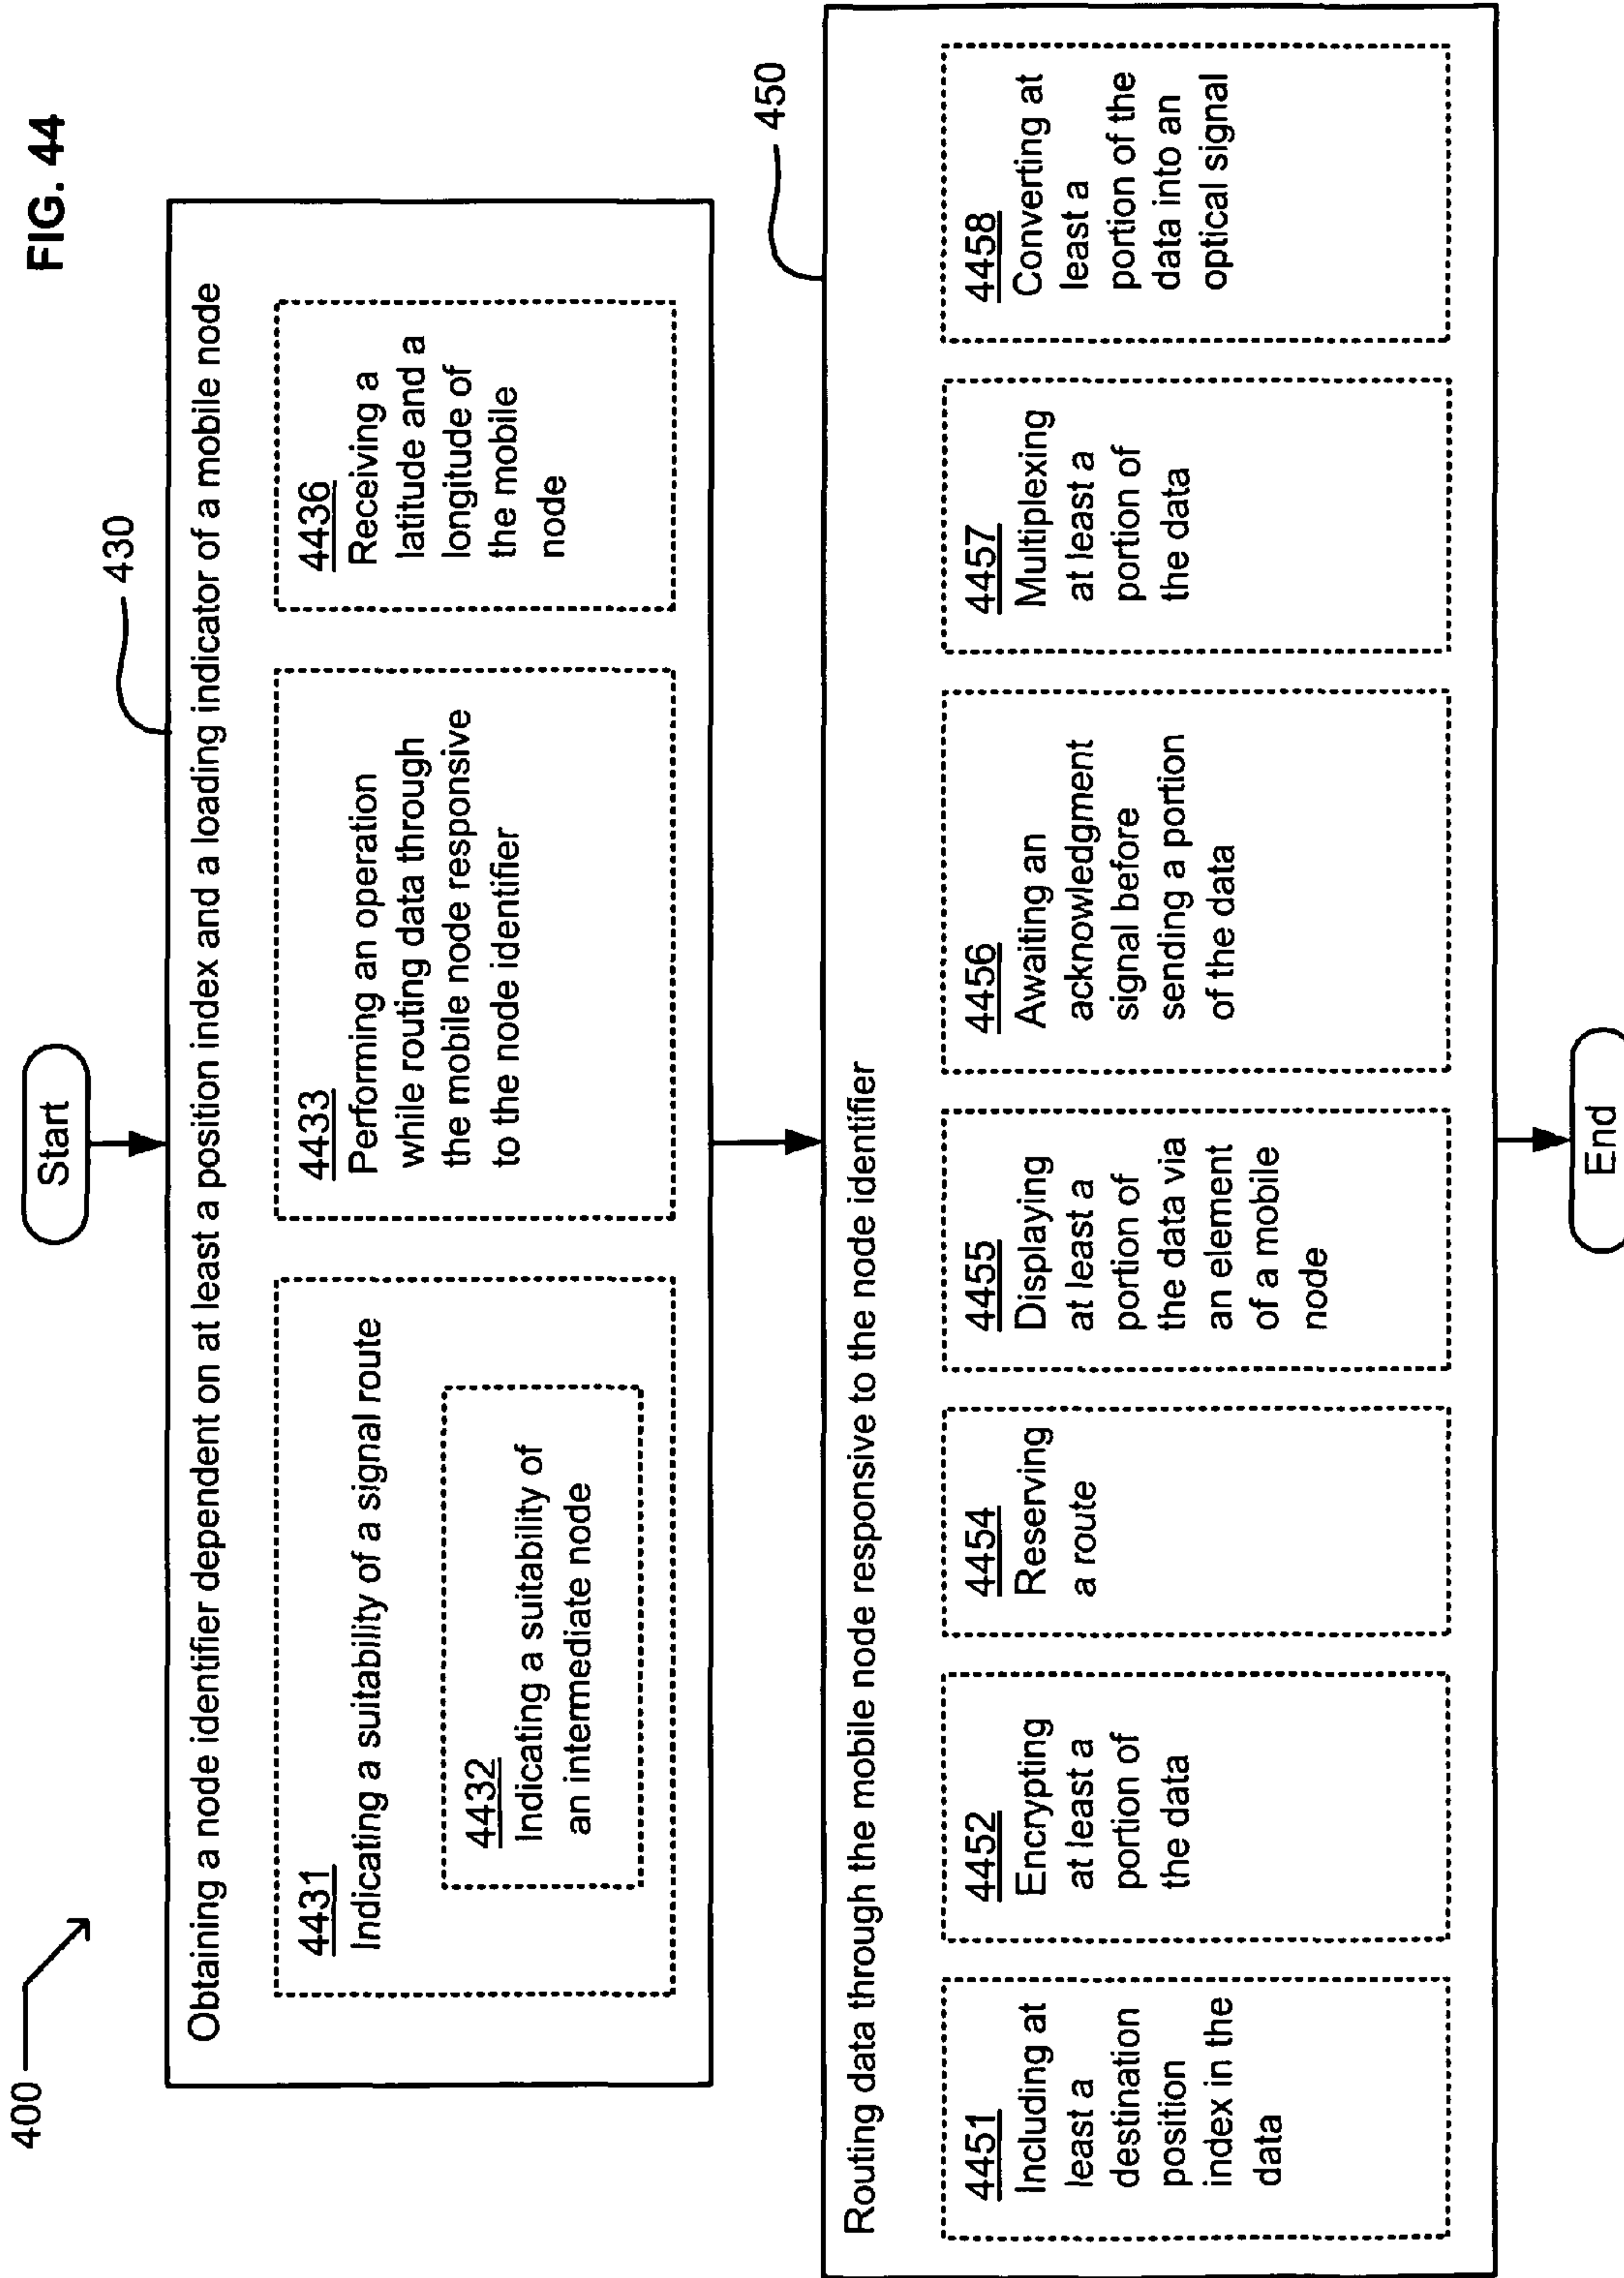 FIG. 44
400
Start
430
Obtaining a node identifier dependent on at least a position index and a loading indicator of a mobile node
4431
Indicating a suitability of a signal route
4432
Indicating a suitability of
an intermediate node
4433
Performing an operation
while routing data through
the mobile node responsive
to the node identifier
4436
Receiving a
latitude and a
longitude of
the mobile
node
450
Routing data through the mobile node responsive to the node identifier
4451
Including at
least a
destination
position
index in the
data
4452
Encrypting
at least a
portion of
the data
4454
Reserving
a route
4455
Displaying
at least a
portion of
the data via
an element
of a mobile
node
4456
Awaiting an
acknowledgment
signal before
sending a portion
of the data
4457
Multiplexing
at least a
portion of
the data
4458
Converting at
least a
portion of the
data into an
optical signal
End